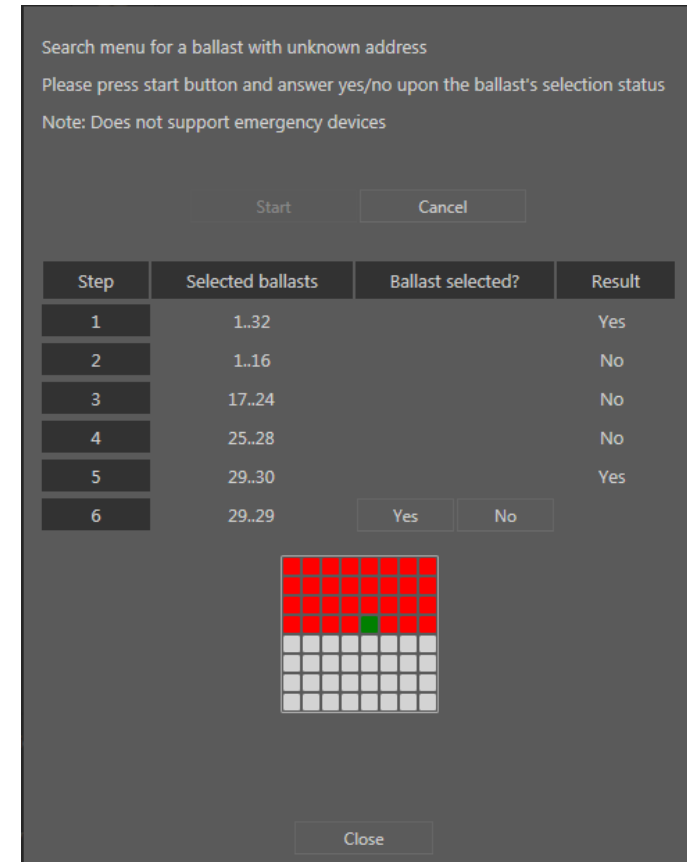 Search menu for a ballast with unknown address
Please press start button and answer yes/no upon the ballast's selection status
Note: Does not support emergency devices
Start Cancel
Step Selected ballasts Ballast selected? Result
1 1..32 Yes
2 1..16 No
3 17..24 No
4 25..28 No
5 29..30 Yes
6 29..29 Yes No
Close